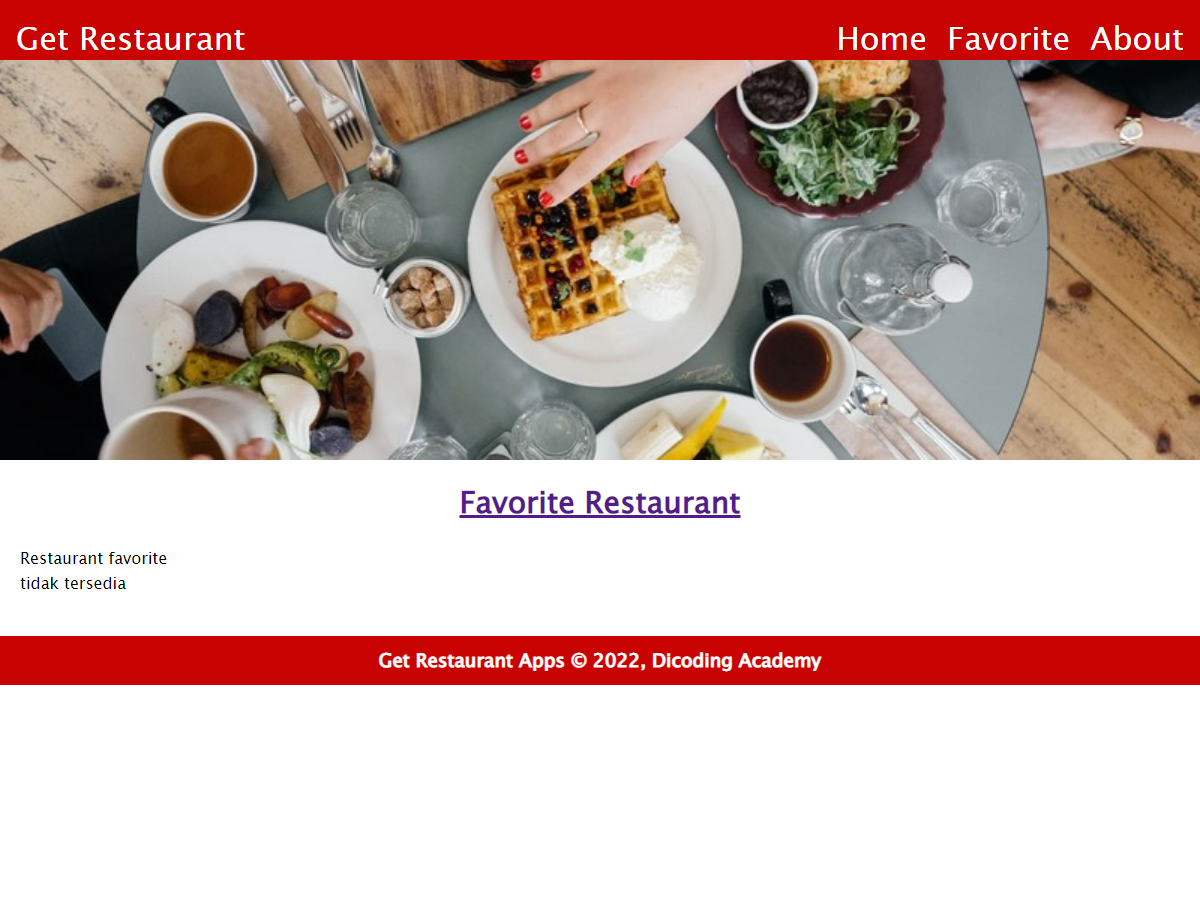 Get Restaurant
Home Favorite About
Favorite Restaurant
Restaurant favorite
tidak tersedia
Get Restaurant Apps © 2022, Dicoding Academy